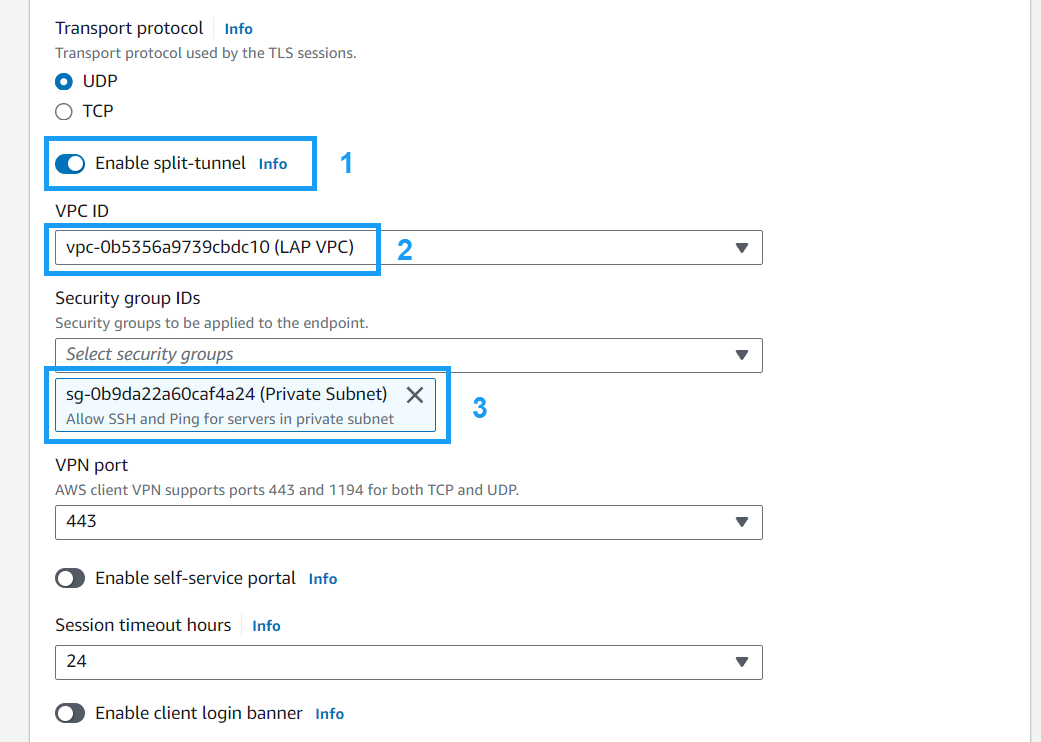 Transport protocol Info
Transport protocol used by the TLS sessions.
UDP
TCP
Enable split-tunnel Info 1
VPC ID
vpc-0b5356a9739cbdc10 (LAP VPC) 2
Security group IDs
Security groups to be applied to the endpoint.
Select security groups
sg-0b9da22a60caf4a24 (Private Subnet)
Allow SSH and Ping for servers in private subnet
3
VPN port
AWS client VPN supports ports 443 and 1194 for both TCP and UDP.
443
Enable self-service portal Info
Session timeout hours Info
24
Enable client login banner Info